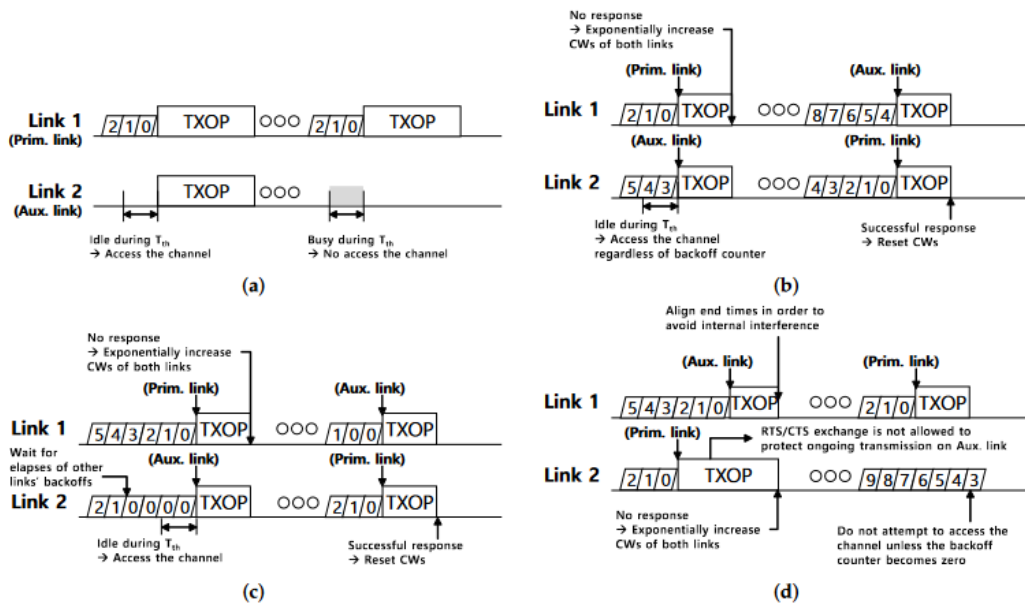 Link 1
(Prim. link)
2 1 0
TXOP
2 1 0
TXOP
Link 2
(Aux. link)
TXOP
Idle during Tth
→ Access the channel
Busy during Tth
→ No access the channel
(a)
No response
→ Exponentially increase
CWs of both links
(Prim. link)
(Aux. link)
Link 1
2 1 0
TXOP
8 7 6 5 4
TXOP
(Aux. link)
(Prim. link)
Link 2
5 4 3
TXOP
4 3 2 1 0
TXOP
Idle during Tth
→ Access the channel
regardless of backoff counter
Successful response
→ Reset CWs
(b)
No response
→ Exponentially increase
CWs of both links
(Prim. link)
(Aux. link)
Link 1
5 4 3 2 1 0
TXOP
1 0 0
TXOP
Wait for
elapses of other
links' backoffs
(Aux. link)
(Prim. link)
Link 2
2 1 0 0 0 0
TXOP
2 1 0
TXOP
Idle during Tth
→ Access the channel
Successful response
→ Reset CWs
(c)
Align end times in order to
avoid internal interference
(Aux. link)
(Prim. link)
Link 1
5 4 3 2 1 0
TXOP
2 1 0
TXOP
(Prim. link)
RTS/CTS exchange is not allowed to
protect ongoing transmission on Aux. link
Link 2
2 1 0
TXOP
9 8 7 6 5 4 3
No response
→ Exponentially increase
CWs of both links
Do not attempt to access the
channel unless the backoff
counter becomes zero
(d)